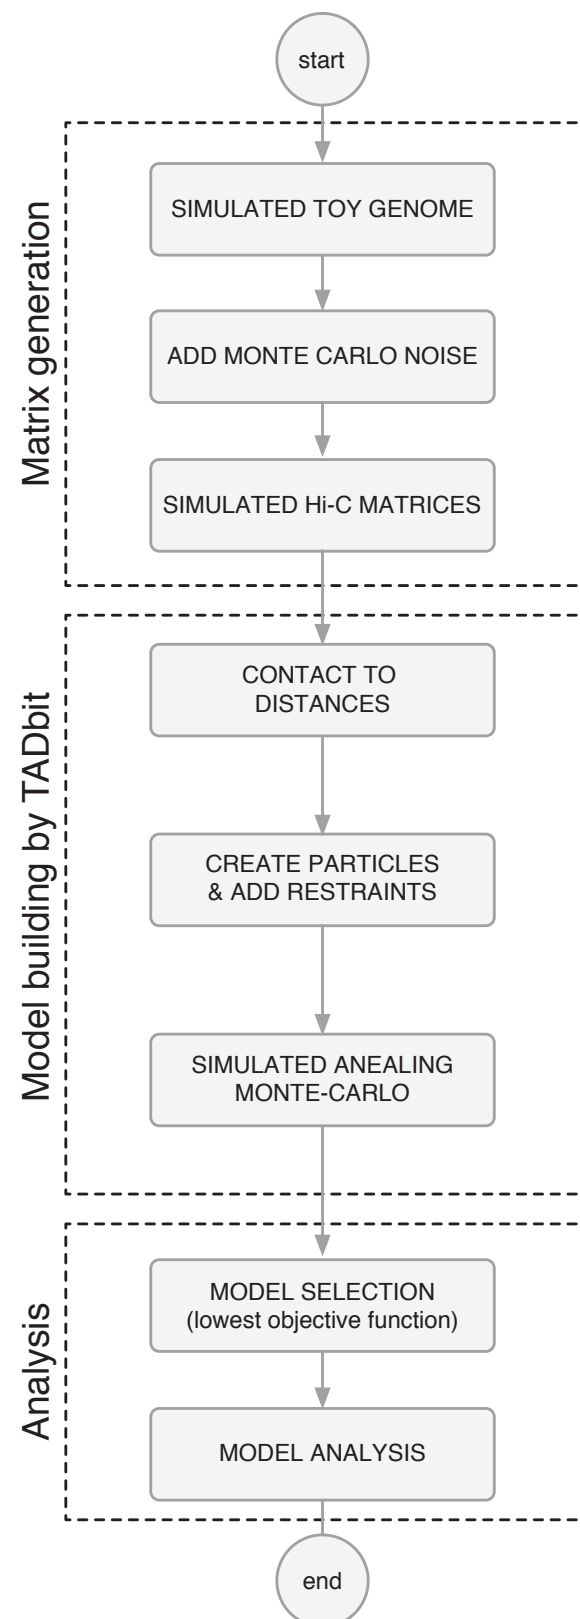 start
Matrix generation
SIMULATED TOY GENOME
ADD MONTE CARLO NOISE
SIMULATED Hi-C MATRICES
Model building by TADbit
CONTACT TO
DISTANCES
CREATE PARTICLES
& ADD RESTRAINTS
SIMULATED ANEALING
MONTE-CARLO
Analysis
MODEL SELECTION
(lowest objective function)
MODEL ANALYSIS
end